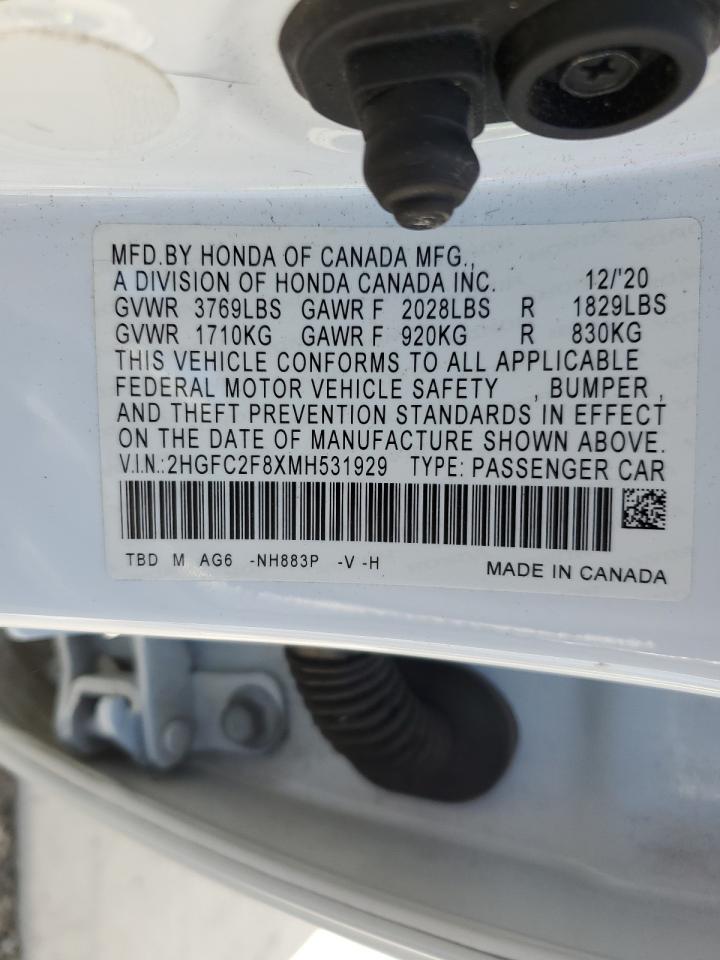 MFD.BY HONDA OF CANADA MFG.,
A DIVISION OF HONDA CANADA INC. 12/'20
GVWR 3769LBS GAWR F 2028LBS R 1829LBS
GVWR 1710KG GAWR F 920KG R 830KG
THIS VEHICLE CONFORMS TO ALL APPLICABLE
FEDERAL MOTOR VEHICLE SAFETY , BUMPER ,
AND THEFT PREVENTION STANDARDS IN EFFECT
ON THE DATE OF MANUFACTURE SHOWN ABOVE.
V.I.N.:2HGFC2F8XMH531929 TYPE: PASSENGER CAR
TBD M AG6 -NH883P -V -H
MADE IN CANADA